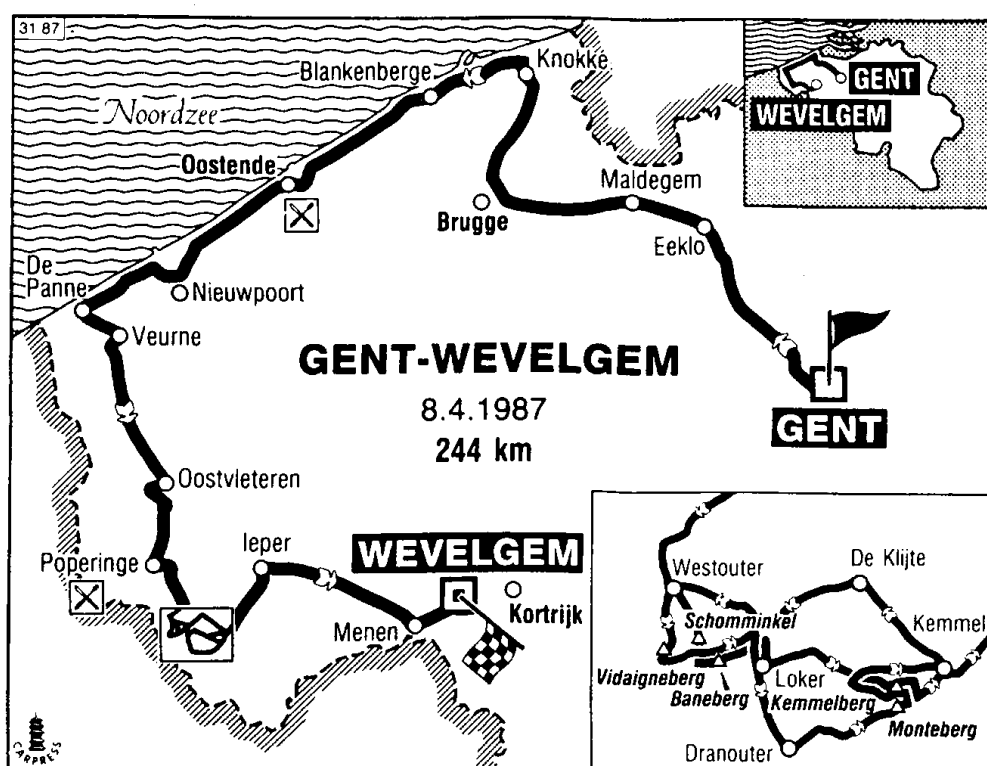 31 87
Noordzee
Blankenberge
Knokke
Oostende
Brugge
Maldegem
Eeklo
De
Panne
Nieuwpoort
Veurne
GENT-WEVELGEM
8.4.1987
244 km
GENT
Oostvleteren
Poperinge
Ieper
WEVELGEM
Kortrijk
Menen
CARPRESS
GENT
WEVELGEM
Westouter
De Klijte
Schomminkel
Kemmel
Vidaigneberg
Baneberg
Loker
Kemmelberg
Monteberg
Dranouter